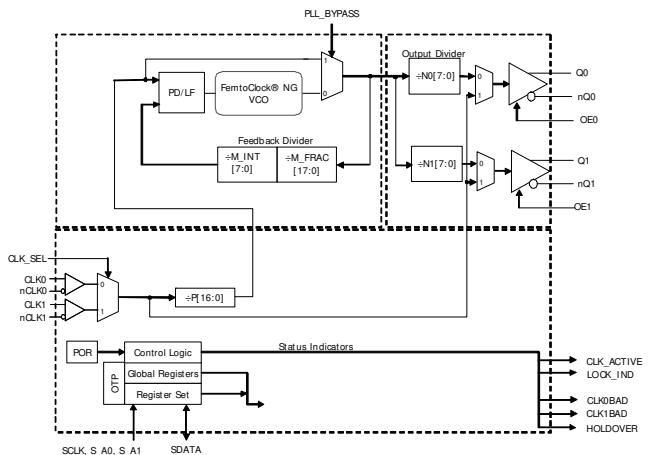 PLL_BYPASS
Output Divider
1
0
PD/LF
FemtoClock® NG
VCO
÷N0[7:0]
0
1
Q0
nQ0
OE0
Feedback Divider
÷M_INT
[7:0]
÷M_FRAC
[17:0]
÷N1[7:0]
0
1
Q1
nQ1
OE1
CLK_SEL
CLK0
nCLK0
CLK1
nCLK1
0
1
÷P[16:0]
POR
Control Logic
Status Indicators
OTP
Global Registers
Register Set
CLK_ACTIVE
LOCK_IND
CLK0BAD
CLK1BAD
HOLDOVER
SCLK, S_A0, S_A1
SDATA